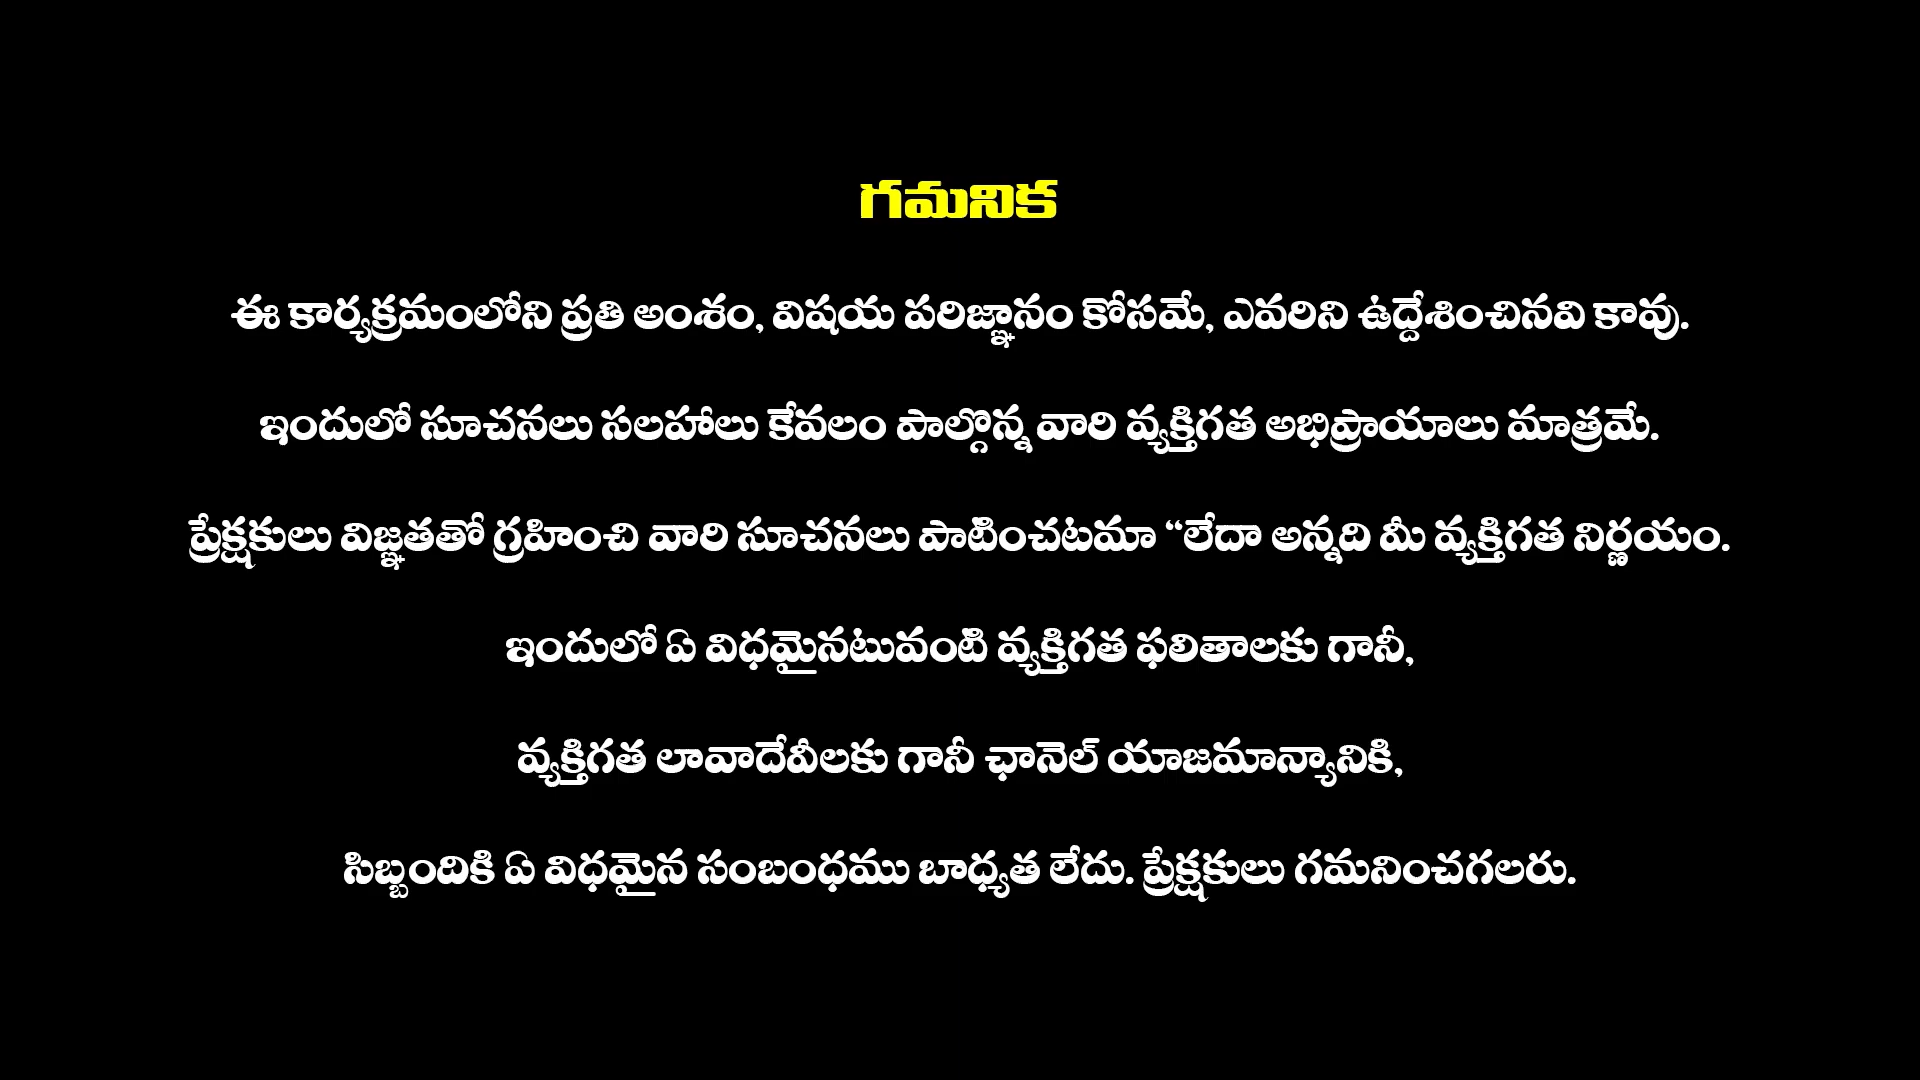 గమనిక
ఈ కార్యక్రమంలోని ప్రతి అంశం, విషయ పరిజ్ఞానం కోసమే, ఎవరిని ఉద్దేశించినవి కావు.
ఇందులో సూచనలు సలహాలు కేవలం పాల్గొన్న వారి వ్యక్తిగత అభిప్రాయాలు మాత్రమే.
ప్రేక్షకులు విజ్ఞతతో గ్రహించి వారి సూచనలు పాటించటమా “లేదా అన్నది మీ వ్యక్తిగత నిర్ణయం.
ఇందులో ఏ విధమైనటువంటి వ్యక్తిగత ఫలితాలకు గానీ,
వ్యక్తిగత లావాదేవీలకు గానీ ఛానెల్ యాజమాన్యానికి,
సిబ్బందికి ఏ విధమైన సంబంధము బాధ్యత లేదు. ప్రేక్షకులు గమనించగలరు.